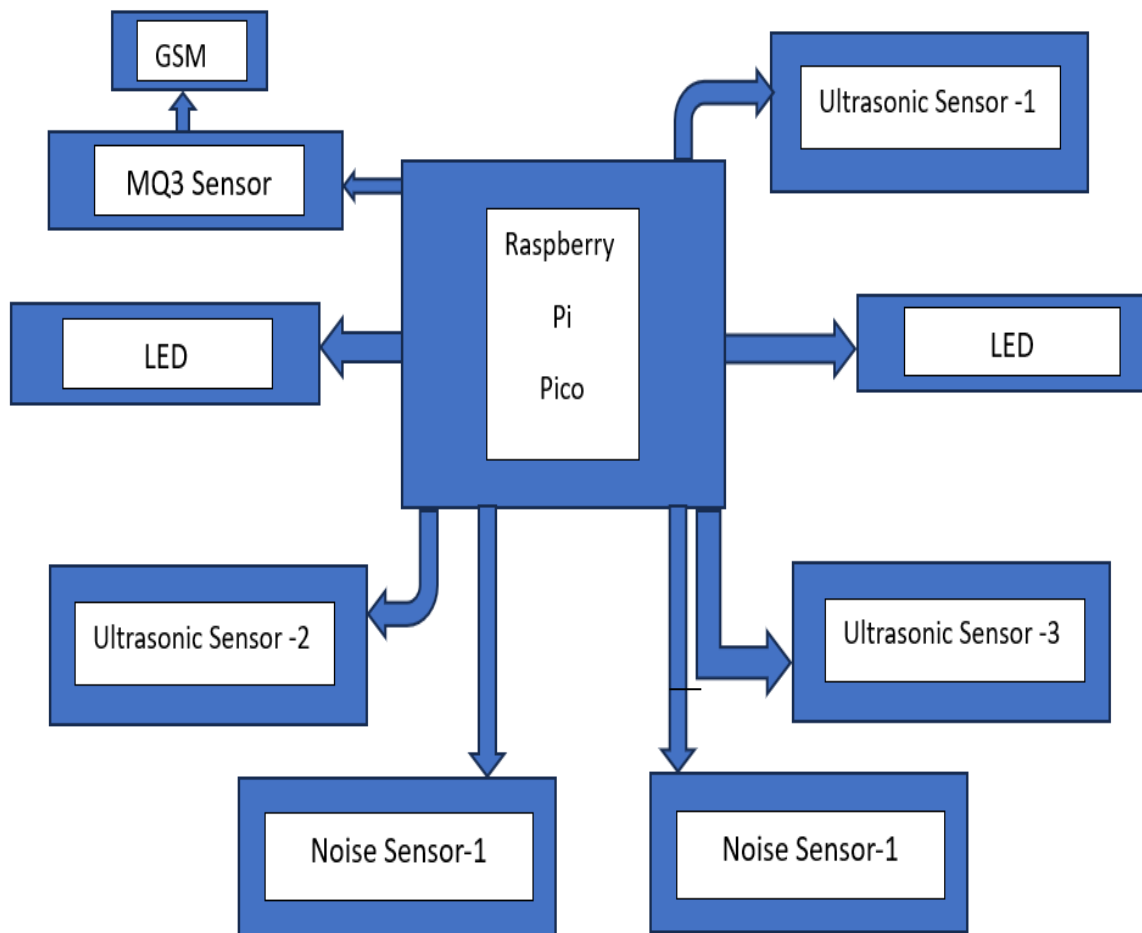 GSM
Ultrasonic Sensor -1
MQ3 Sensor
Raspberry
Pi
Pico
LED
LED
Ultrasonic Sensor -2
Ultrasonic Sensor -3
Noise Sensor-1
Noise Sensor-1